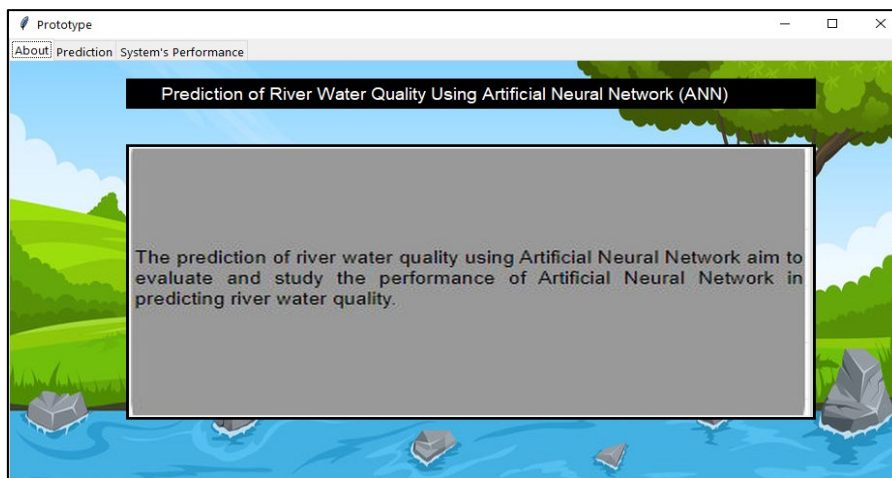 Prototype
About Prediction System's Performance
Prediction of River Water Quality Using Artificial Neural Network (ANN)
The prediction of river water quality using Artificial Neural Network aim to
evaluate and study the performance of Artificial Neural Network in
predicting river water quality.